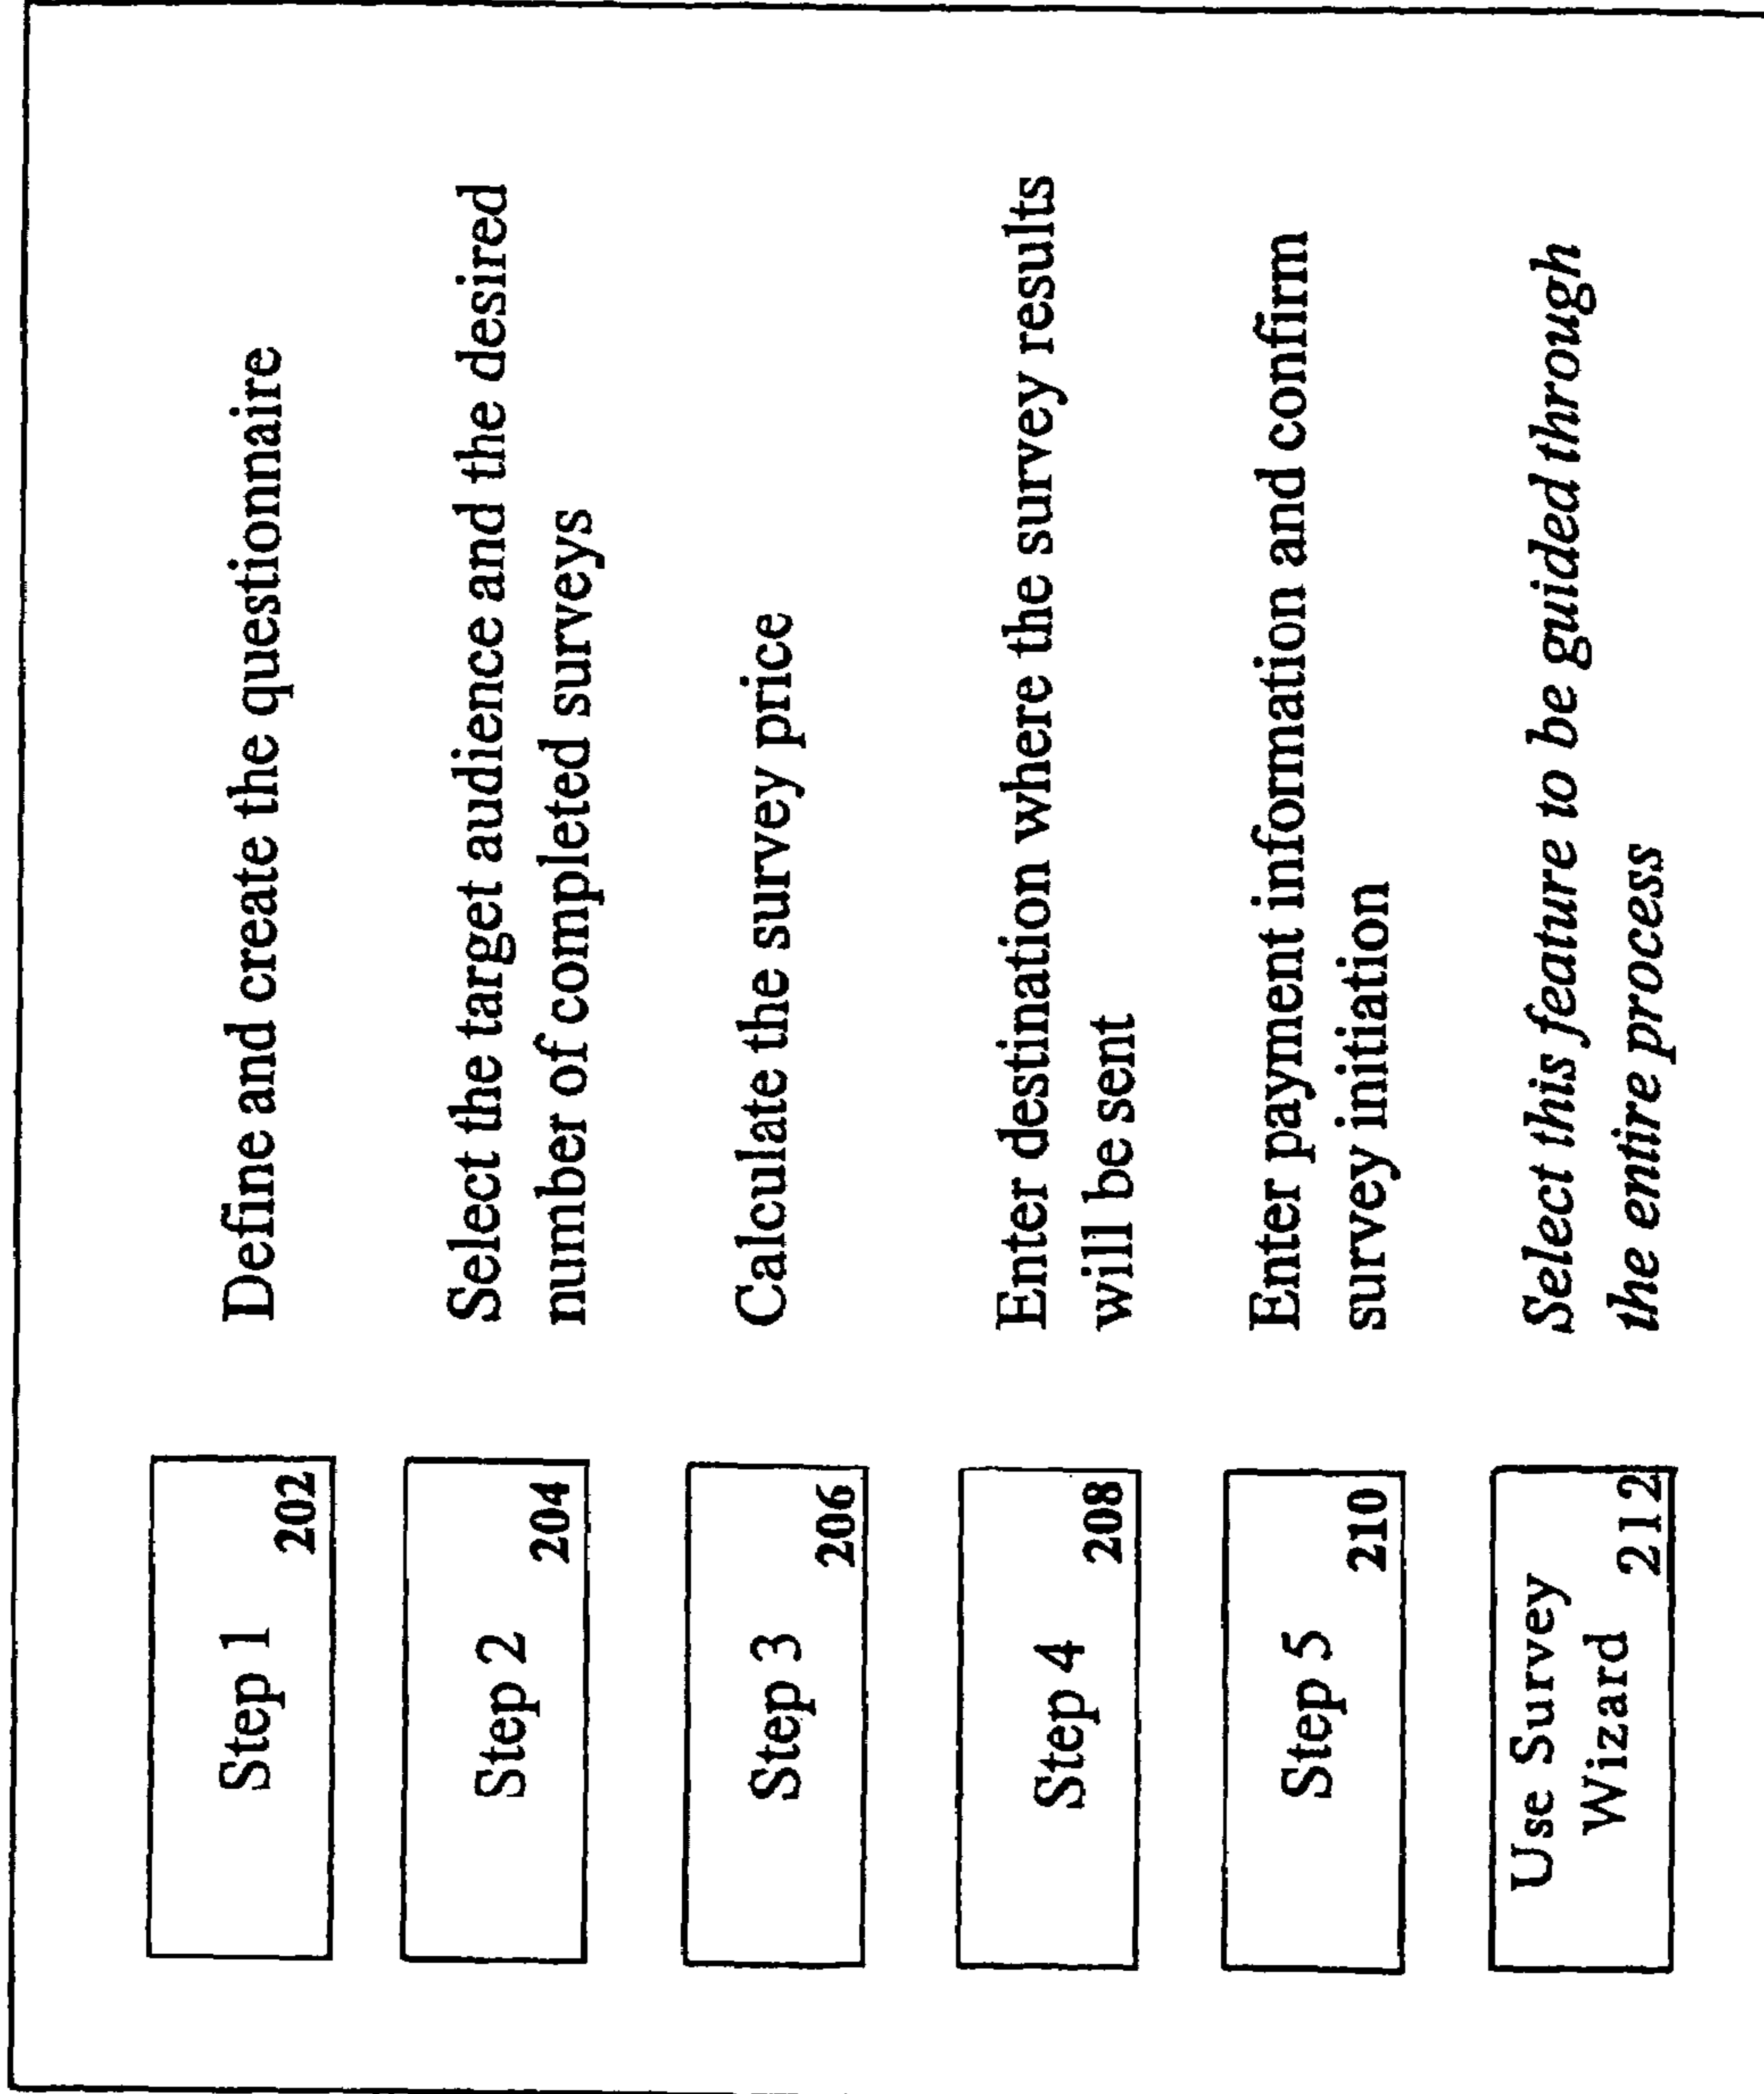 Step 1
202
Define and create the questionnaire
Step 2
204
Select the target audience and the desired
number of completed surveys
Step 3
206
Calculate the survey price
Step 4
208
Enter destination where the survey results
will be sent
Step 5
210
Enter payment information and confirm
survey initiation
Use Survey
Wizard
212
Select this feature to be guided through
the entire process